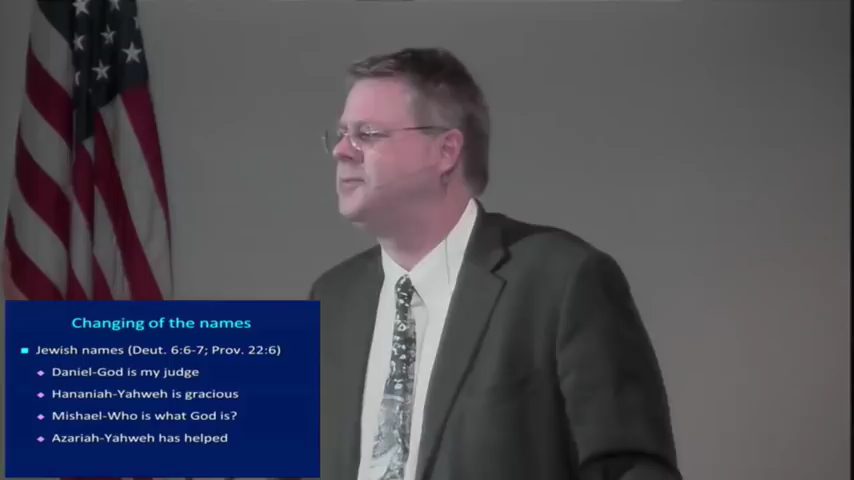 Changing of the names
Jewish names (Deut. 6:6-7; Prov. 22:6)
Daniel-God is my judge
Hananiah-Yahweh is gracious
Mishael-Who is what God is?
Azariah-Yahweh has helped